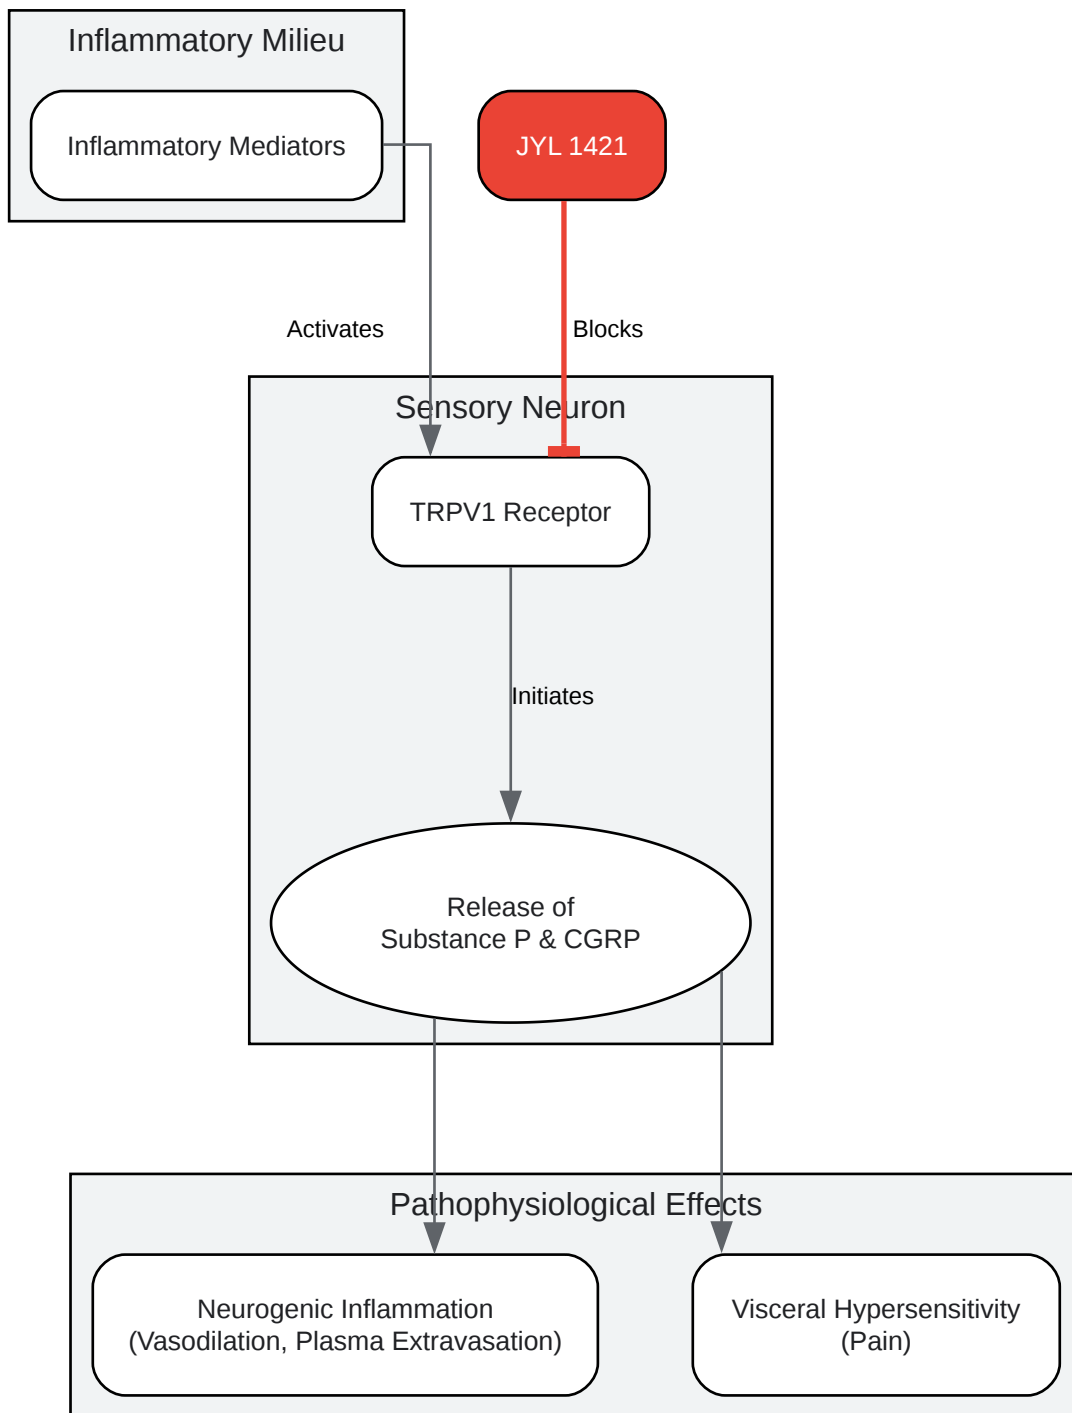 Inflammatory Milieu
Inflammatory Mediators
JYL 1421
Activates
Blocks
Sensory Neuron
TRPV1 Receptor
Initiates
Release of
Substance P & CGRP
Pathophysiological Effects
Neurogenic Inflammation
(Vasodilation, Plasma Extravasation)
Visceral Hypersensitivity
(Pain)